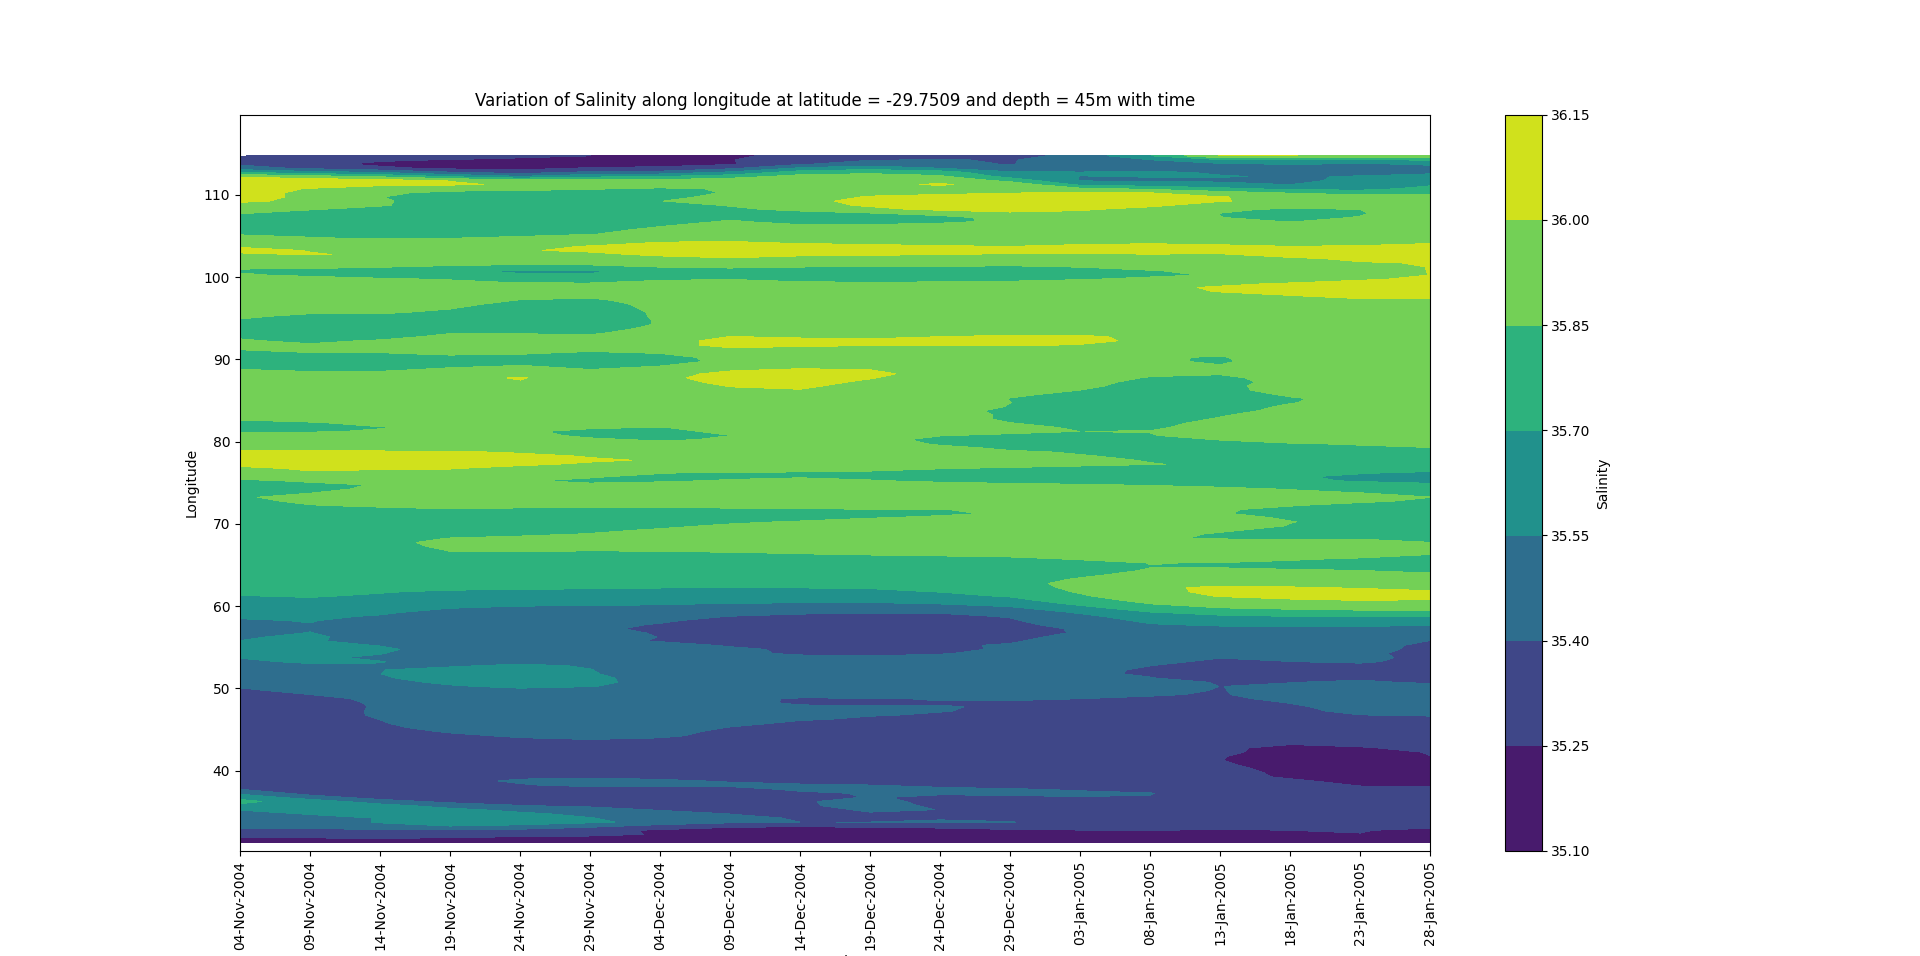 Variation of Salinity along longitude at latitude = -29.7509 and depth = 45m with time
110
100
90
80
70
60
50
40
Longitude
04-Nov-2004
09-Nov-2004
14-Nov-2004
19-Nov-2004
24-Nov-2004
29-Nov-2004
04-Dec-2004
09-Dec-2004
14-Dec-2004
19-Dec-2004
24-Dec-2004
29-Dec-2004
03-Jan-2005
08-Jan-2005
13-Jan-2005
18-Jan-2005
23-Jan-2005
28-Jan-2005
36.15
36.00
35.85
35.70
35.55
35.40
35.25
35.10
Salinity